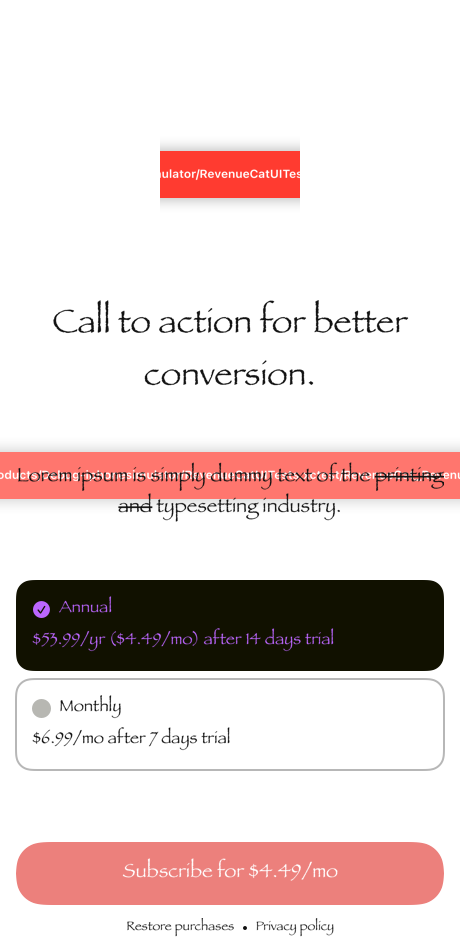 ulator/RevenueCatUITes
Call to action for better
conversion.
Lorem ipsum is simply dummy text of the printing
and typesetting industry.
Annual
$53.99/yr ($4.49/mo) after 14 days trial
Monthly
$6.99/mo after 7 days trial
Subscribe for $4.49/mo
Restore purchases • Privacy policy